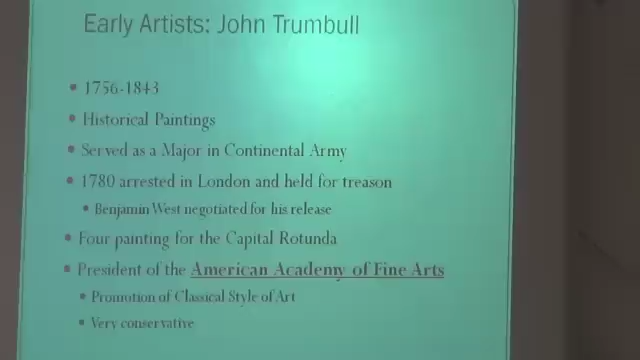 Early Artists: John Trumbull
• 1756-1843
• Historical Paintings
• Served as a Major in Continental Army
• 1780 arrested in London and held for treason
• Benjamin West negotiated for his release
• Four painting for the Capital Rotunda
• President of the American Academy of Fine Arts
• Promotion of Classical Style of Art
• Very conservative